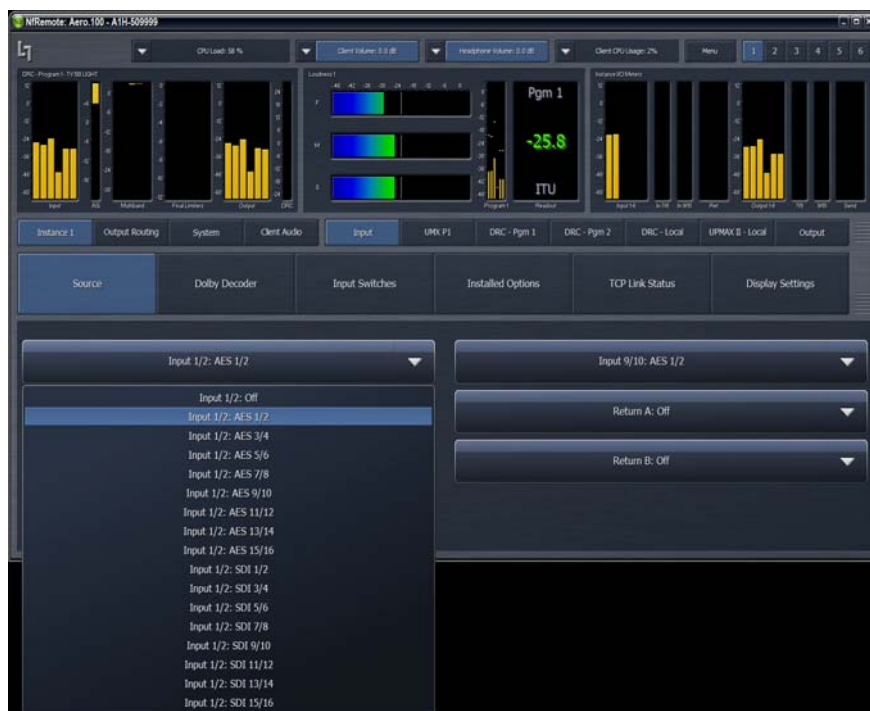 NfRemote: Aero.100 - A1H-509999
CPU Load: 58 %
Client Volume: 0.0 dB
Headphone Volume: 0.0 dB
Client CPU Usage: 2%
Menu
1 2 3 4 5 6
DRC - Program 1- TV 5B LIGHT
Loudness 1
Instance I/O Meters
Pgm 1
-25.8
ITU
Input
Multiband
Final Limiters
Output
DRC
Program 1
Readout
Instance 1
Output Routing
System
Client Audio
Input
UMX P1
DRC - Pgm 1
DRC - Pgm 2
DRC - Local
UPMAX II - Local
Output
Source
Dolby Decoder
Input Switches
Installed Options
TCP Link Status
Display Settings
Input 1/2: AES 1/2
Input 9/10: AES 1/2
Return A: Off
Return B: Off
Input 1/2: Off
Input 1/2: AES 1/2
Input 1/2: AES 3/4
Input 1/2: AES 5/6
Input 1/2: AES 7/8
Input 1/2: AES 9/10
Input 1/2: AES 11/12
Input 1/2: AES 13/14
Input 1/2: AES 15/16
Input 1/2: SDI 1/2
Input 1/2: SDI 3/4
Input 1/2: SDI 5/6
Input 1/2: SDI 7/8
Input 1/2: SDI 9/10
Input 1/2: SDI 11/12
Input 1/2: SDI 13/14
Input 1/2: SDI 15/16